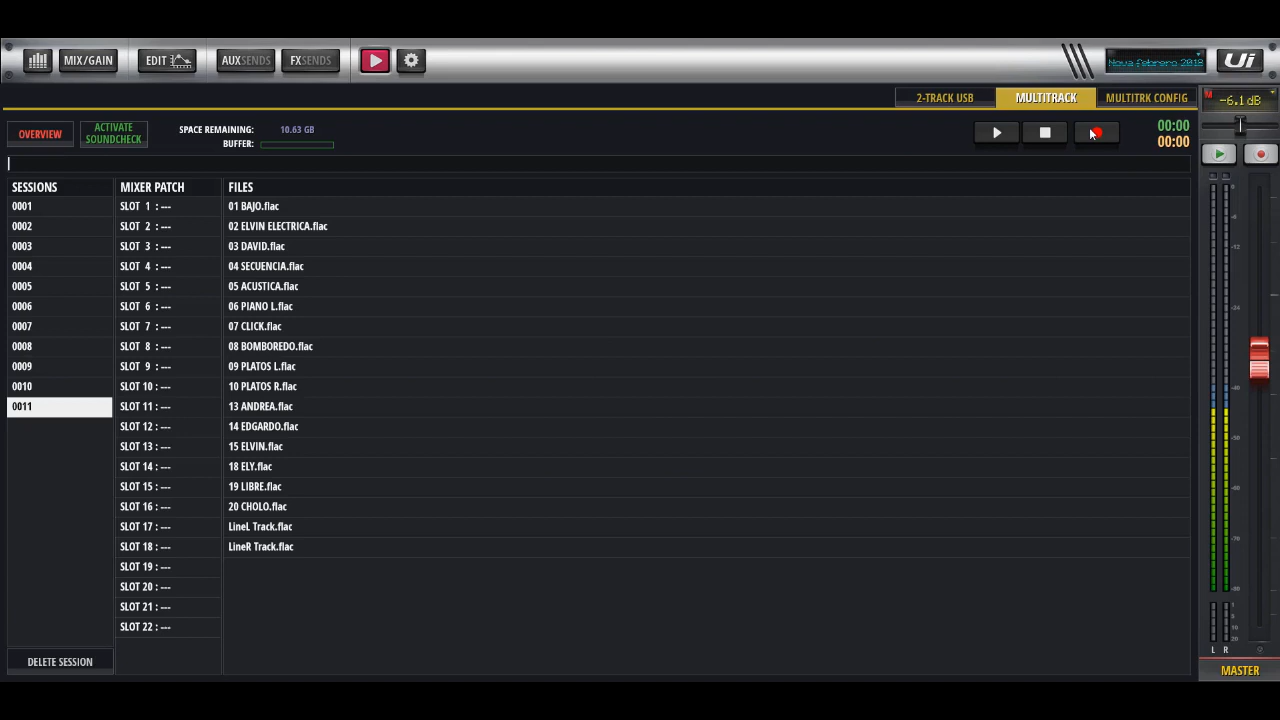 MIX/GAIN EDIT AUXSENDS FXSENDS Nova febrero 2018 Ui
2-TRACK USB MULTITRACK MULTITRK CONFIG M -6.1 dB
OVERVIEW ACTIVATE SOUNDCHECK SPACE REMAINING: 10.63 GB 00:00
BUFFER: 00:00
SESSIONS MIXER PATCH FILES
0001 SLOT 1 :--- 01 BAJO.flac
0002 SLOT 2 :--- 02 ELVIN ELECTRICA.flac
0003 SLOT 3 :--- 03 DAVID.flac
0004 SLOT 4 :--- 04 SECUENCIA.flac
0005 SLOT 5 :--- 05 ACUSTICA.flac
0006 SLOT 6 :--- 06 PIANO L.flac
0007 SLOT 7 :--- 07 CLICK.flac
0008 SLOT 8 :--- 08 BOMBOREDO.flac
0009 SLOT 9 :--- 09 PLATOS L.flac
0010 SLOT 10 :--- 10 PLATOS R.flac
0011 SLOT 11 :--- 13 ANDREA.flac
SLOT 12 :--- 14 EDGARDO.flac
SLOT 13 :--- 15 ELVIN.flac
SLOT 14 :--- 18 ELY.flac
SLOT 15 :--- 19 LIBRE.flac
SLOT 16 :--- 20 CHOLO.flac
SLOT 17 :--- LineL Track.flac
SLOT 18 :--- LineR Track.flac
SLOT 19 :---
SLOT 20 :---
SLOT 21 :---
SLOT 22 :---
DELETE SESSION
L R
MASTER